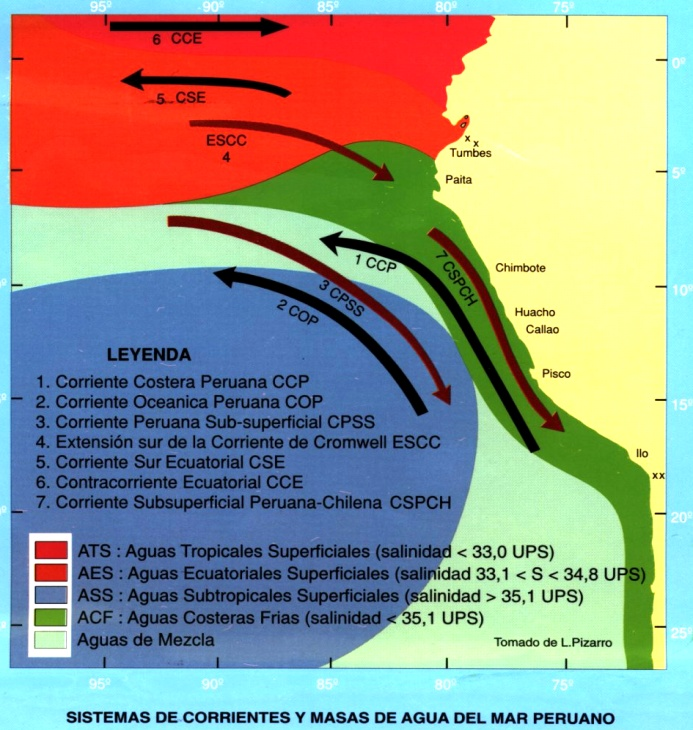 95º -90º 85º 80º 75º
6 CCE
0º
5 CSE
ESCC
4
x x
Tumbes
5º
Paita
1 CCP
7 CSPCH
Chimbote
3 CPSS
10º
2 COP
Huacho
Callao
LEYENDA
Pisco
1. Corriente Costera Peruana CCP
2. Corriente Oceanica Peruana COP
15º
3. Corriente Peruana Sub-superficial CPSS
4. Extensión sur de la Corriente de Cromwell ESCC
5. Corriente Sur Ecuatorial CSE
Ilo
6. Contracorriente Ecuatorial CCE
xx
7. Corriente Subsuperficial Peruana-Chilena CSPCH
20º
ATS : Aguas Tropicales Superficiales (salinidad < 33,0 UPS)
AES : Aguas Ecuatoriales Superficiales (salinidad 33,1 < S < 34,8 UPS)
ASS : Aguas Subtropicales Superficiales (salinidad > 35,1 UPS)
ACF : Aguas Costeras Frias (salinidad < 35,1 UPS)
25º
Aguas de Mezcla
Tomado de L.Pizarro
95º 90º 85º 80º 75º
SISTEMAS DE CORRIENTES Y MASAS DE AGUA DEL MAR PERUANO